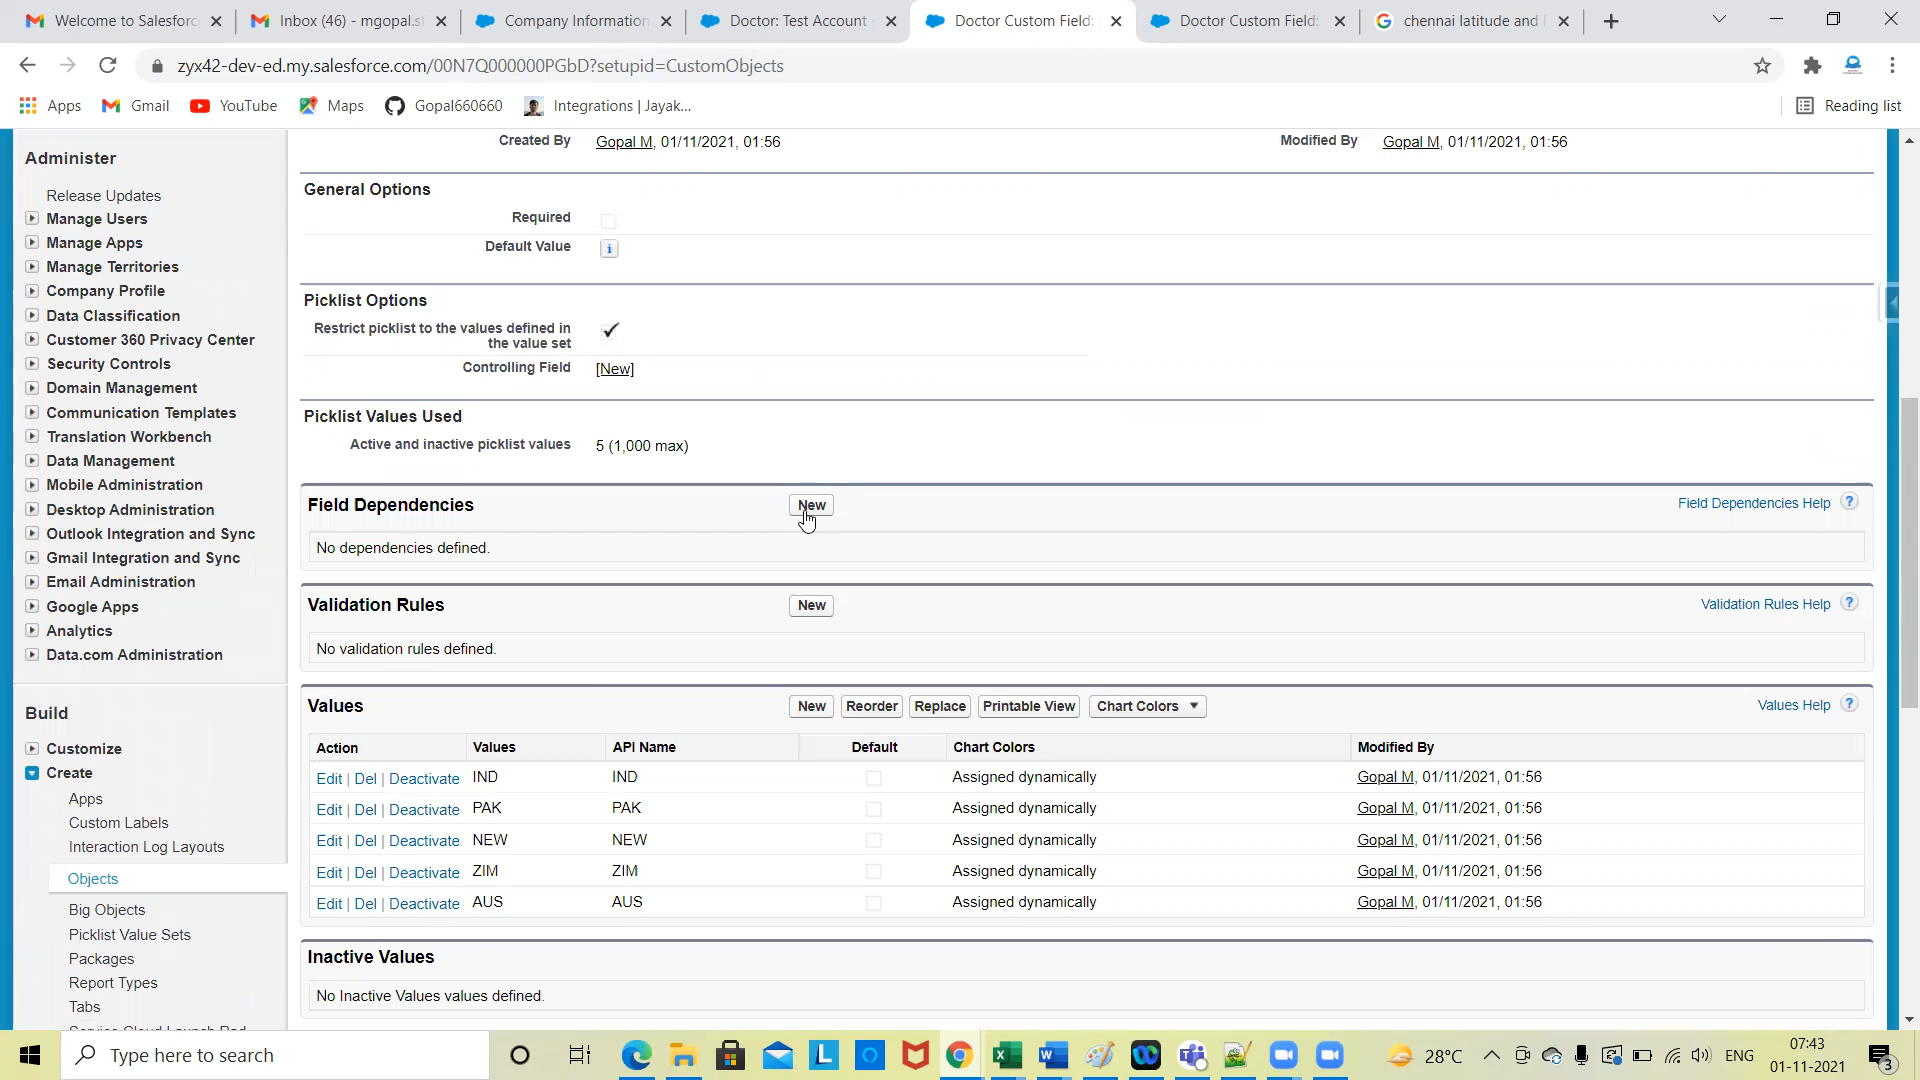 Welcome to Salesforc
Inbox (46) - mgopal.sf
Company Information
Doctor: Test Account
Doctor Custom Field:
Doctor Custom Field:
chennai latitude and
zyx42-dev-ed.my.salesforce.com/00N7Q000000PGbD?setupid=CustomObjects
Apps
Gmail
YouTube
Maps
Gopal660660
Integrations | Jayak...
Reading list
Administer
Release Updates
Manage Users
Manage Apps
Manage Territories
Company Profile
Data Classification
Customer 360 Privacy Center
Security Controls
Domain Management
Communication Templates
Translation Workbench
Data Management
Mobile Administration
Desktop Administration
Outlook Integration and Sync
Gmail Integration and Sync
Email Administration
Google Apps
Analytics
Data.com Administration
Build
Customize
Create
Apps
Custom Labels
Interaction Log Layouts
Objects
Big Objects
Picklist Value Sets
Packages
Report Types
Tabs
Service Cloud Launch Pad
Created By Gopal M, 01/11/2021, 01:56
Modified By Gopal M, 01/11/2021, 01:56
General Options
Required
Default Value i
Picklist Options
Restrict picklist to the values defined in
the value set
Controlling Field [New]
Picklist Values Used
Active and inactive picklist values 5 (1,000 max)
Field Dependencies New Field Dependencies Help ?
No dependencies defined.
Validation Rules New Validation Rules Help ?
No validation rules defined.
Values New Reorder Replace Printable View Chart Colors Values Help ?
Action Values API Name Default Chart Colors Modified By
Edit | Del | Deactivate IND IND Assigned dynamically Gopal M, 01/11/2021, 01:56
Edit | Del | Deactivate PAK PAK Assigned dynamically Gopal M, 01/11/2021, 01:56
Edit | Del | Deactivate NEW NEW Assigned dynamically Gopal M, 01/11/2021, 01:56
Edit | Del | Deactivate ZIM ZIM Assigned dynamically Gopal M, 01/11/2021, 01:56
Edit | Del | Deactivate AUS AUS Assigned dynamically Gopal M, 01/11/2021, 01:56
Inactive Values
No Inactive Values values defined.
Type here to search
28°C
ENG
07:43
01-11-2021
3